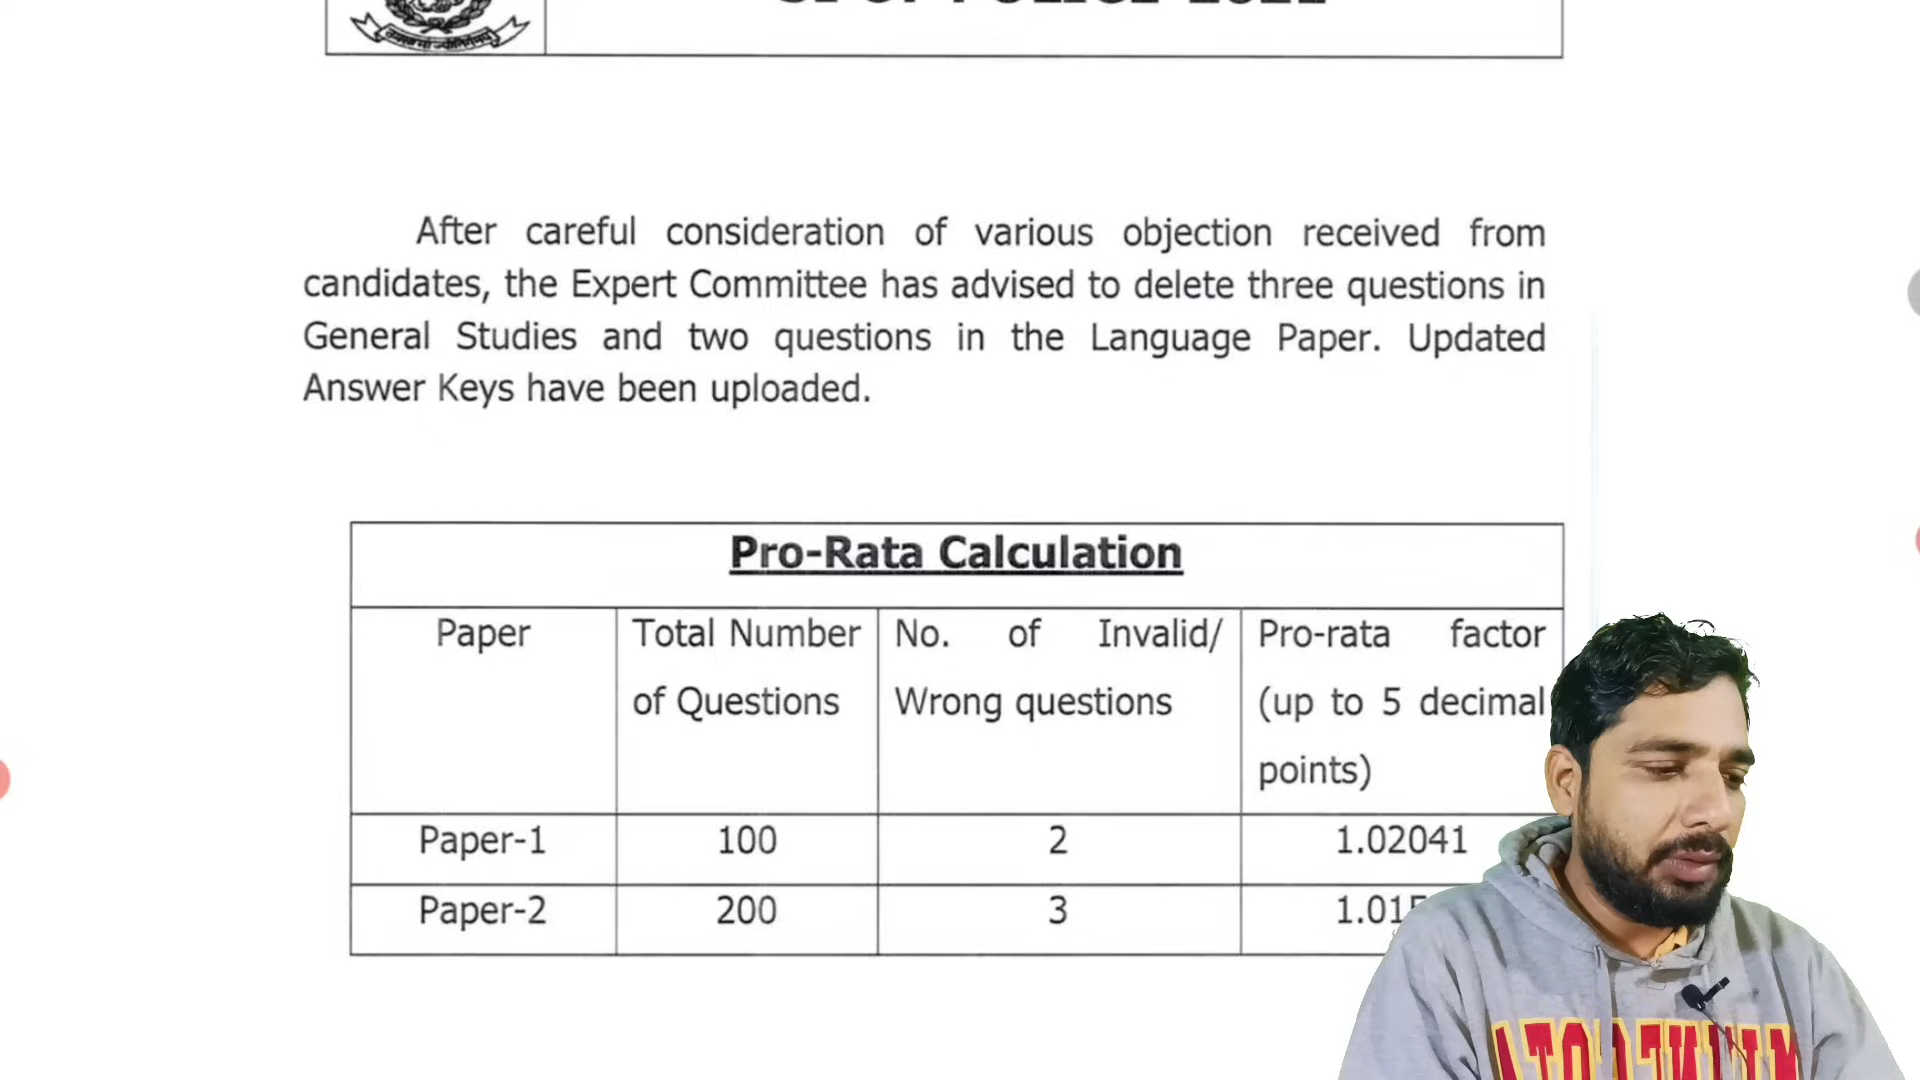 After careful consideration of various objection received from
candidates, the Expert Committee has advised to delete three questions in
General Studies and two questions in the Language Paper. Updated
Answer Keys have been uploaded.
Pro-Rata Calculation
Paper
Total Number
of Questions
No. of Invalid/
Wrong questions
Pro-rata factor
(up to 5 decimal
points)
Paper-1 100 2 1.02041
Paper-2 200 3